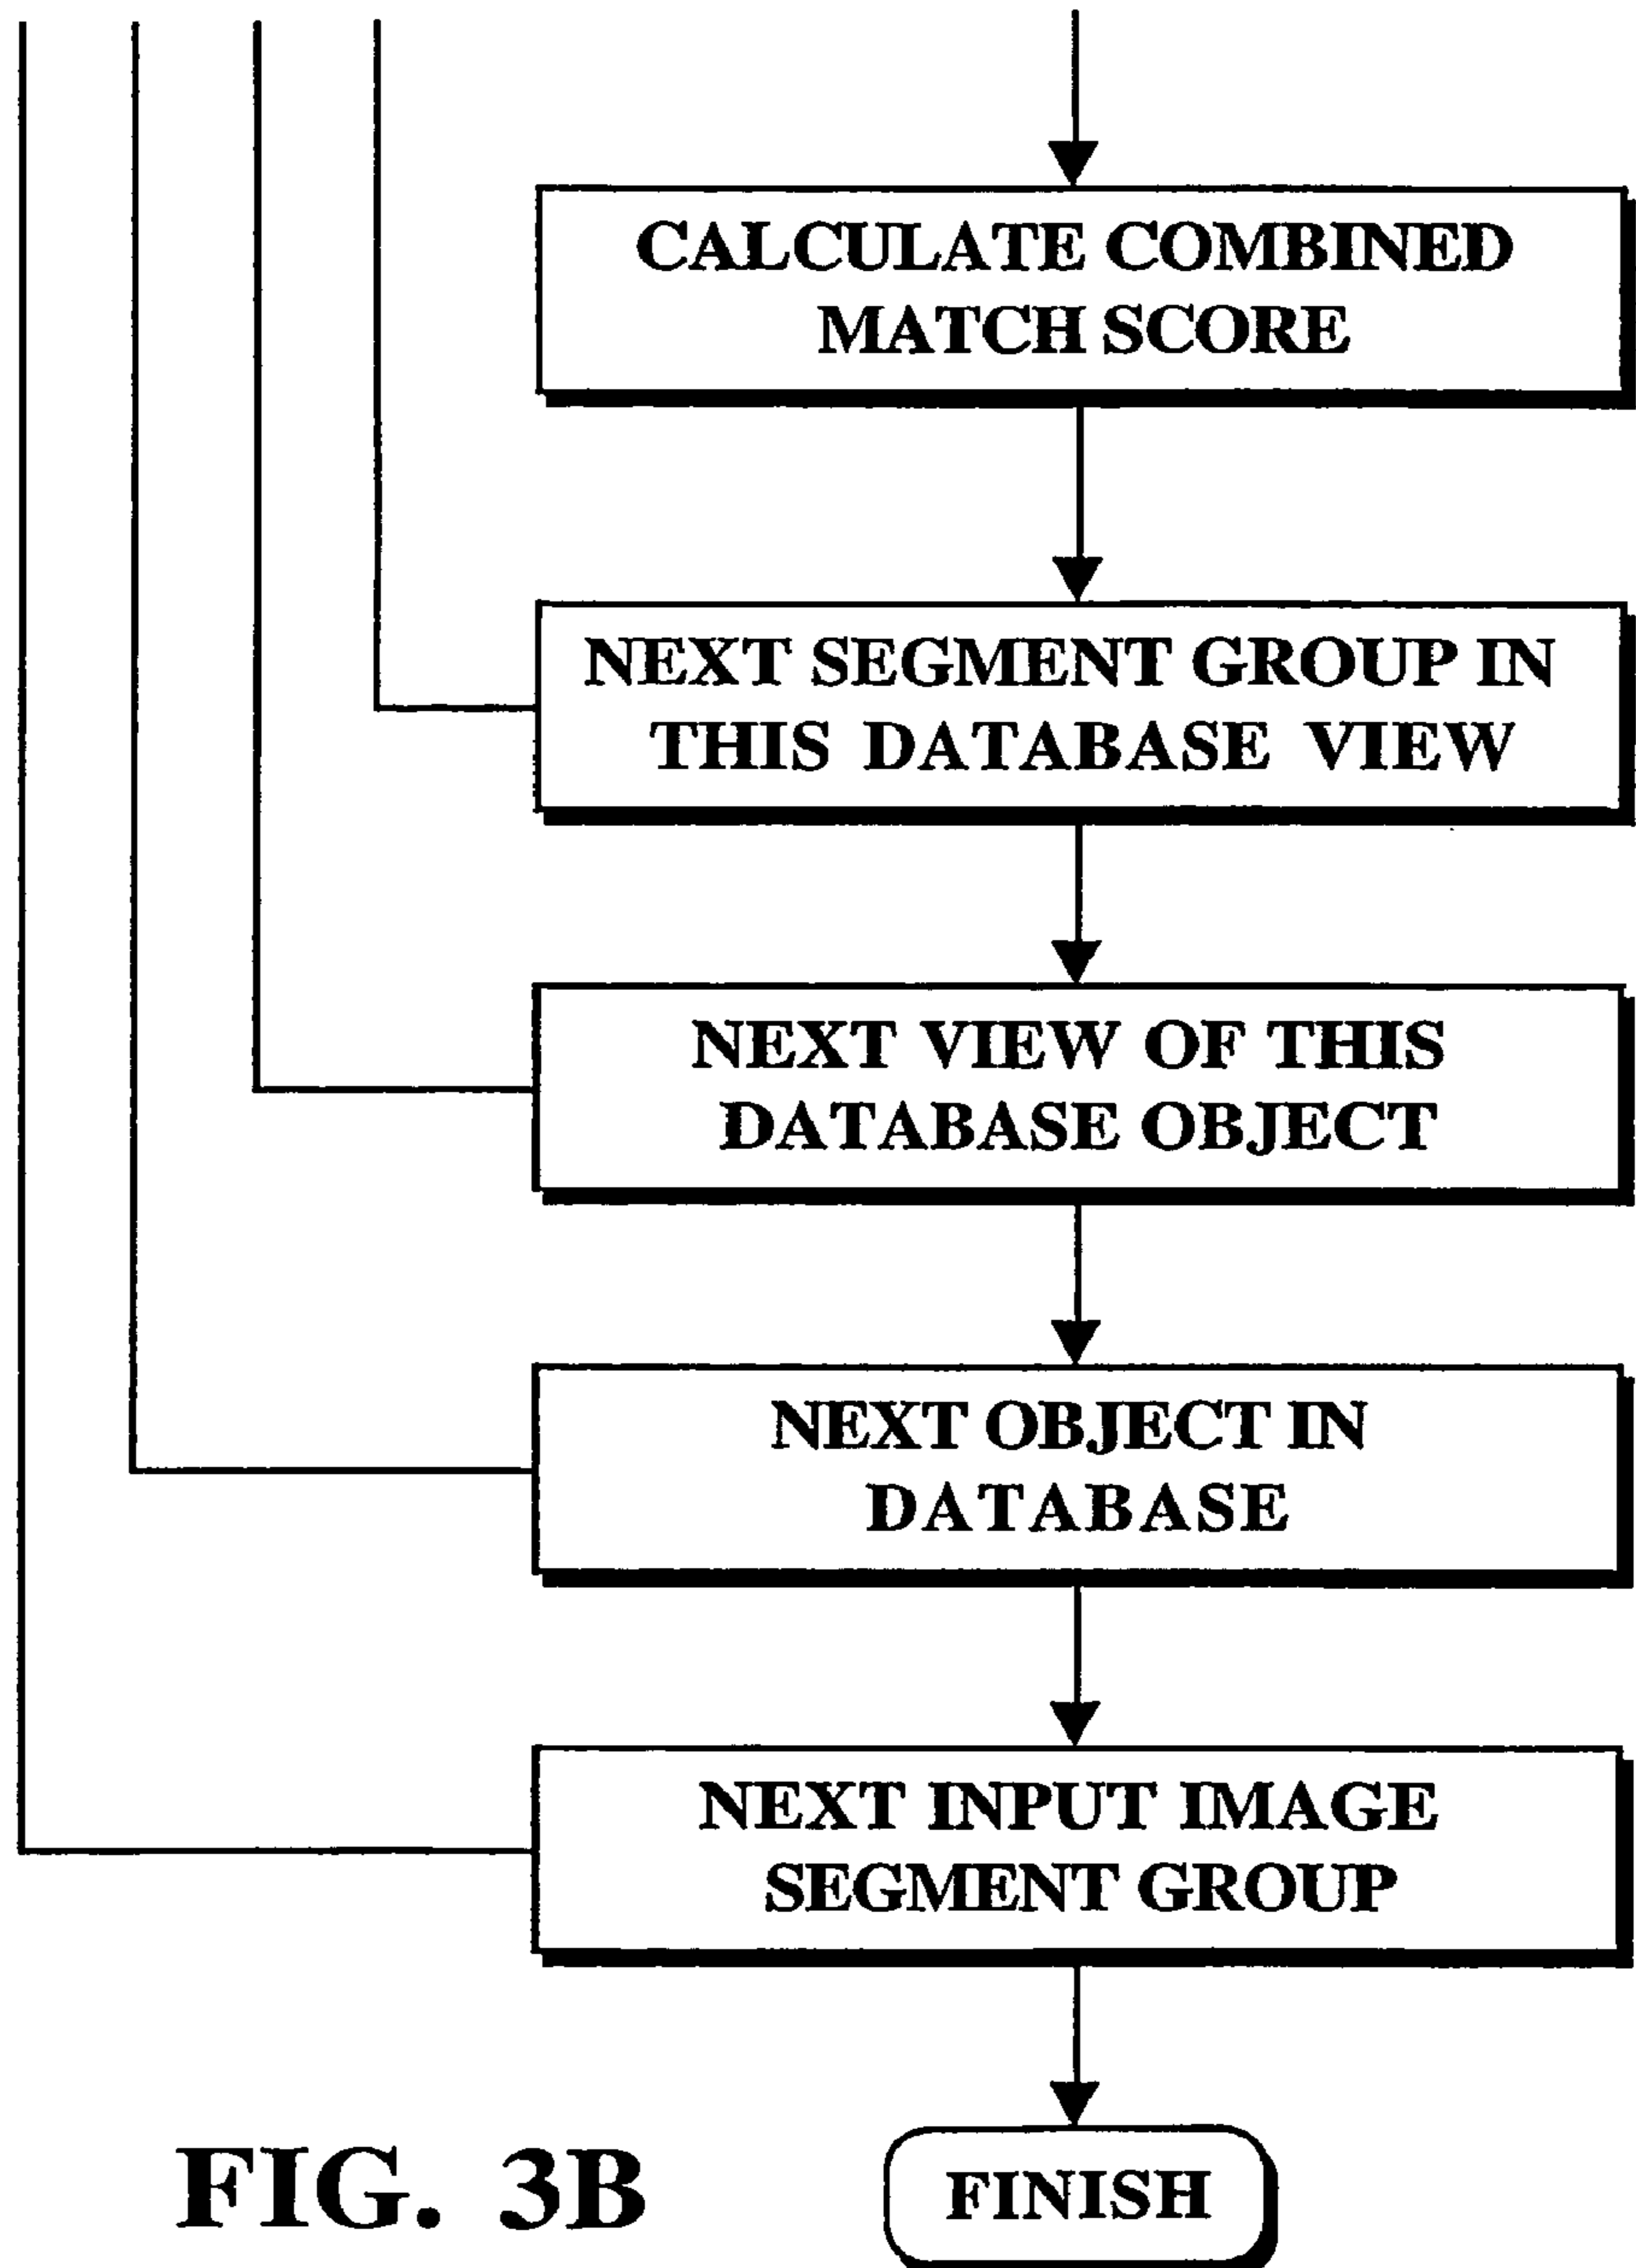 CALCULATE COMBINED
MATCH SCORE
NEXT SEGMENT GROUP IN
THIS DATABASE VIEW
NEXT VIEW OF THIS
DATABASE OBJECT
NEXT OBJECT IN
DATABASE
NEXT INPUT IMAGE
SEGMENT GROUP
FINISH
FIG. 3B